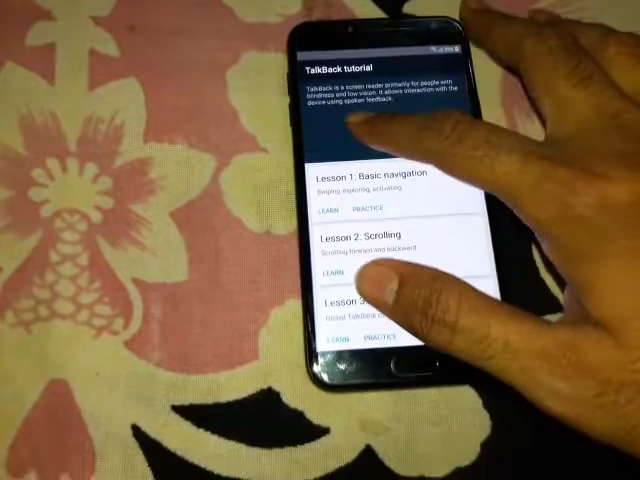 TalkBack tutorial
TalkBack is a screen reader primarily for people with
blindness and low vision. It allows interaction with the
device using spoken feedback.
Lesson 1: Basic navigation
Swiping, exploring, activating
LEARN PRACTICE
Lesson 2: Scrolling
Scrolling forward and backward
LEARN
Lesson 3
Global TalkBack
LEARN PRACTICE